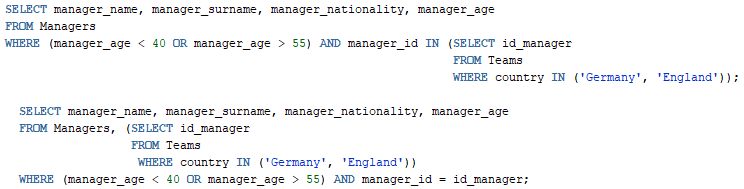 SELECT manager_name, manager_surname, manager_nationality, manager_age
FROM Managers
WHERE (manager_age < 40 OR manager_age > 55) AND manager_id IN (SELECT id_manager
FROM Teams
WHERE country IN ('Germany', 'England'));
SELECT manager_name, manager_surname, manager_nationality, manager_age
FROM Managers, (SELECT id_manager
FROM Teams
WHERE country IN ('Germany', 'England'))
WHERE (manager_age < 40 OR manager_age > 55) AND manager_id = id_manager;